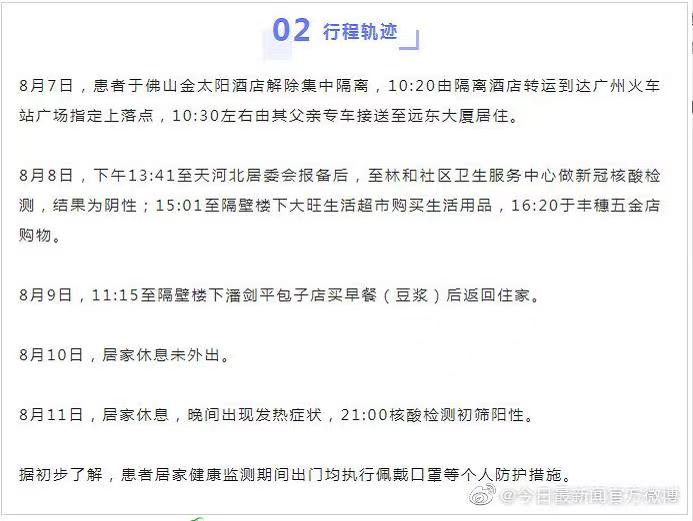 02 行程轨迹
8月7日，患者于佛山金太阳酒店解除集中隔离，10:20由隔离酒店转运到达广州火车
站广场指定上落点，10:30左右由其父亲专车接送至远东大厦居住。
8月8日，下午13:41至天河北居委会报备后，至林和社区卫生服务中心做新冠核酸检
测，结果为阴性；15:01至隔壁楼下大旺生活超市购买生活用品，16:20于丰穗五金店
购物。
8月9日，11:15至隔壁楼下潘剑平包子店买早餐（豆浆）后返回住家。
8月10日，居家休息未外出。
8月11日，居家休息，晚间出现发热症状，21:00核酸检测初筛阳性。
据初步了解，患者居家健康监测期间出门均执行佩戴口罩等个人防护措施。
@今日最新闻官方微博